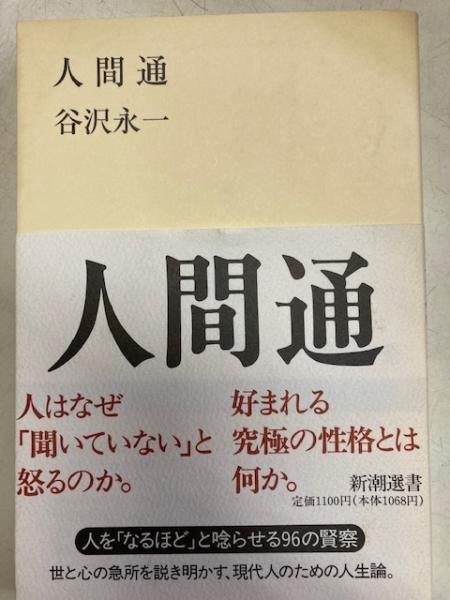 人間通
谷沢永一
人間通
人はなぜ
「聞いていない」と
怒るのか。
好まれる
究極の性格とは
何か。
新潮選書
定価1100円(本体1068円)
人を「なるほど」と唸らせる96の賢察
世と心の急所を説き明かす、現代人のための人生論。